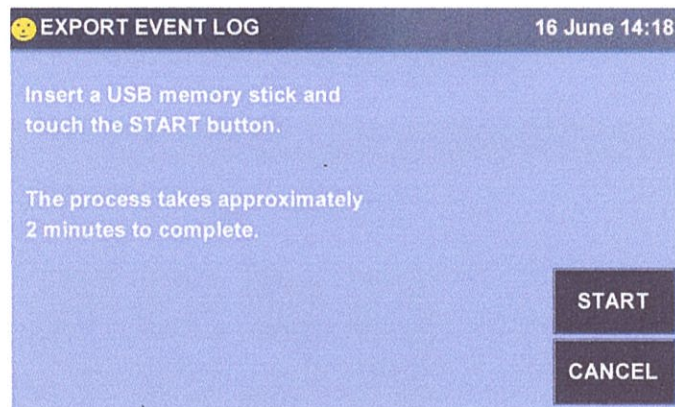 EXPORT EVENT LOG
16 June 14:18
Insert a USB memory stick and
touch the START button.
The process takes approximately
2 minutes to complete.
START
CANCEL